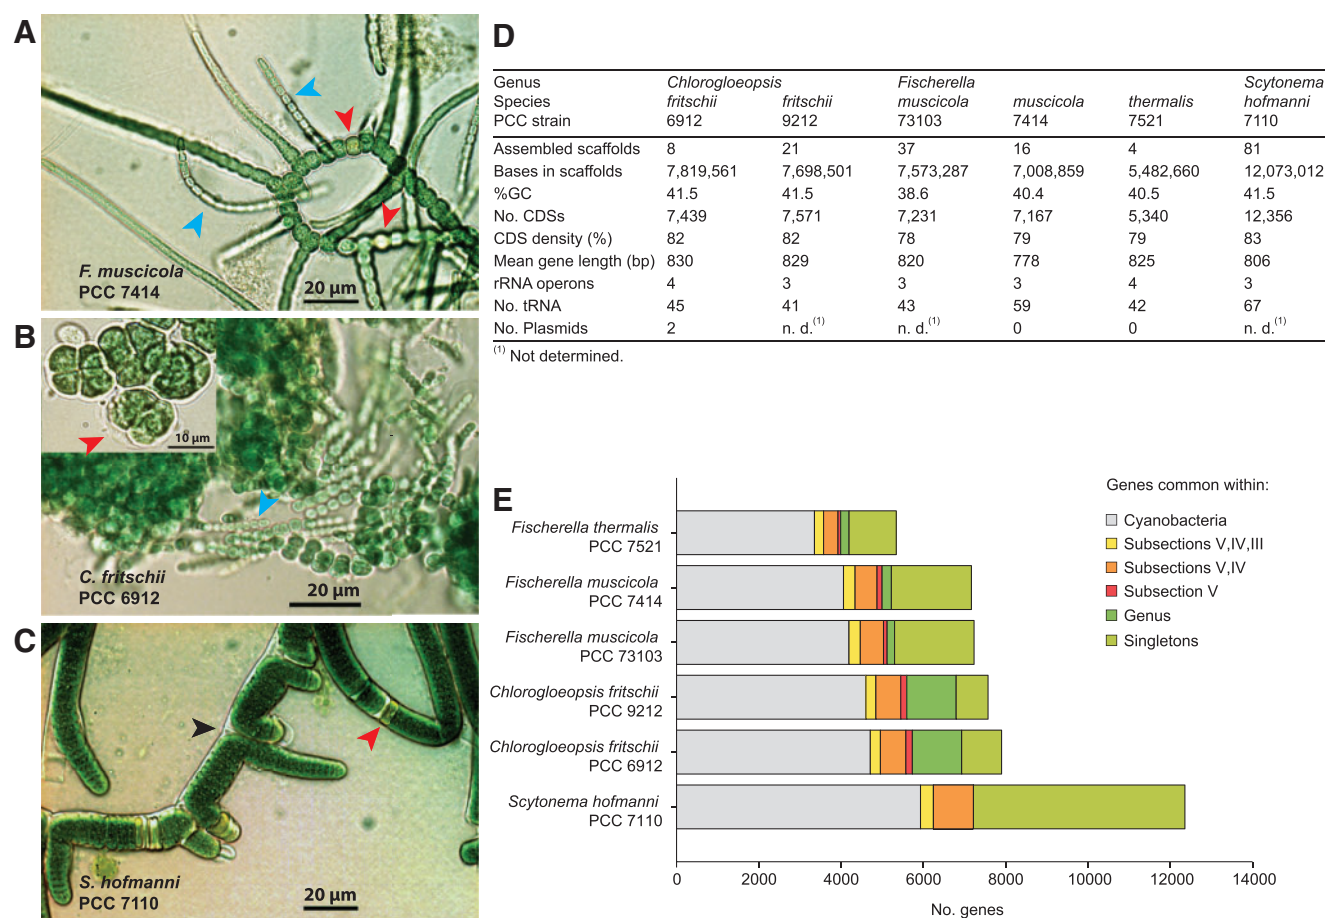 A
F. muscicola
PCC 7414
20 µm
B
10 µm
C. fritschii
PCC 6912
20 µm
C
S. hofmanni
PCC 7110
20 µm
D
Genus Chlorogloeopsis Fischerella Scytonema
Species fritschii fritschii muscicola muscicola thermalis hofmanni
PCC strain 6912 9212 73103 7414 7521 7110
Assembled scaffolds 8 21 37 16 4 81
Bases in scaffolds 7,819,561 7,698,501 7,573,287 7,008,859 5,482,660 12,073,012
%GC 41.5 41.5 38.6 40.4 40.5 41.5
No. CDSs 7,439 7,571 7,231 7,167 5,340 12,356
CDS density (%) 82 82 78 79 79 83
Mean gene length (bp) 830 829 820 778 825 806
rRNA operons 4 3 3 3 4 3
No. tRNA 45 41 43 59 42 67
No. Plasmids 2 n. d.(1) n. d.(1) 0 0 n. d.(1)
(1) Not determined.
E
Genes common within:
Cyanobacteria
Subsections V,IV,III
Subsections V,IV
Subsection V
Genus
Singletons
Fischerella thermalis
PCC 7521
Fischerella muscicola
PCC 7414
Fischerella muscicola
PCC 73103
Chlorogloeopsis fritschii
PCC 9212
Chlorogloeopsis fritschii
PCC 6912
Scytonema hofmanni
PCC 7110
0 2000 4000 6000 8000 10000 12000 14000
No. genes